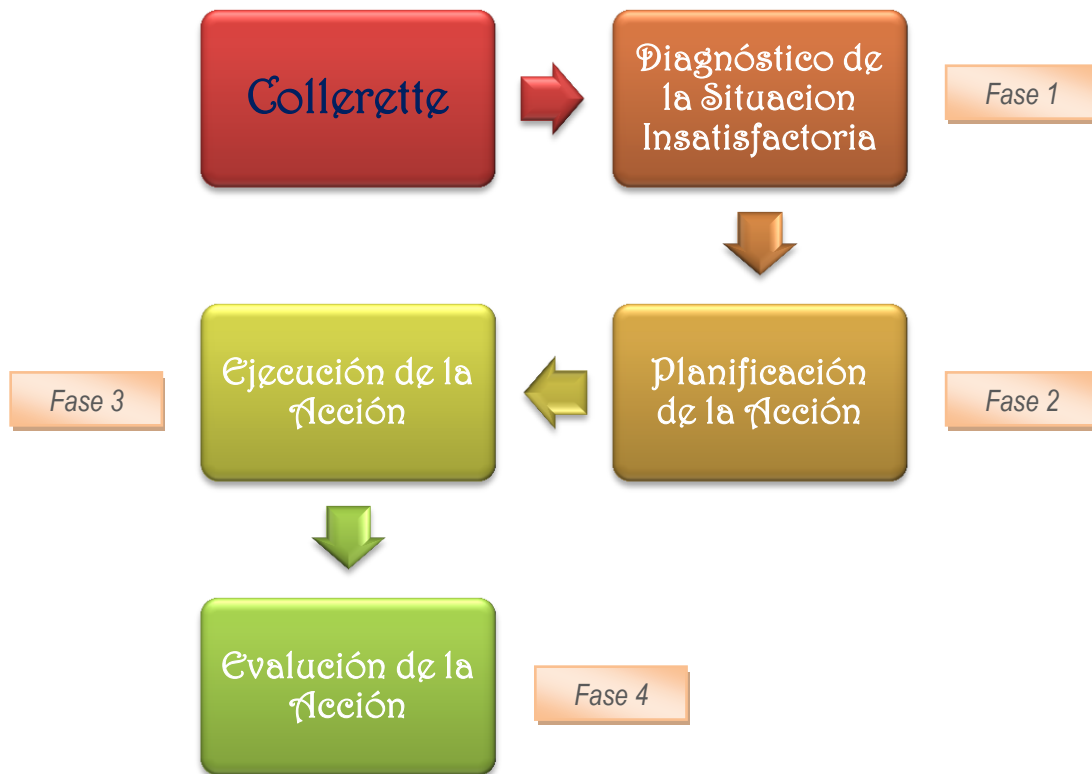 Collerette
Diagnóstico de
la Situacion
Insatisfactoria
Fase 1
Planificación
de la Acción
Fase 2
Ejecución de la
Acción
Fase 3
Evalución de la
Acción
Fase 4